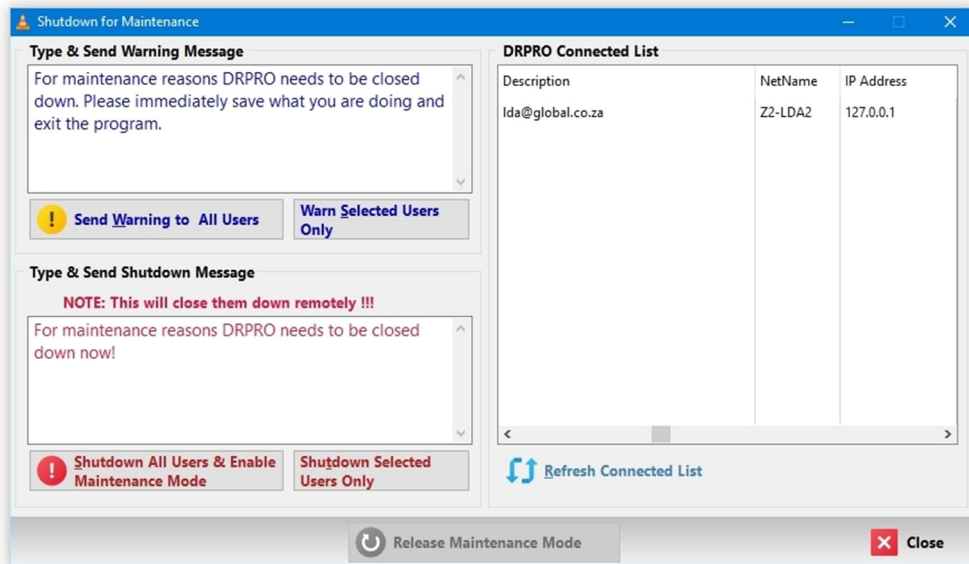 Shutdown for Maintenance
Type & Send Warning Message
For maintenance reasons DRPRO needs to be closed
down. Please immediately save what you are doing and
exit the program.
Send Warning to All Users
Warn Selected Users
Only
Type & Send Shutdown Message
NOTE: This will close them down remotely !!!
For maintenance reasons DRPRO needs to be closed
down now!
Shutdown All Users & Enable
Maintenance Mode
Shutdown Selected
Users Only
DRPRO Connected List
Description NetName IP Address
lda@global.co.za Z2-LDA2 127.0.0.1
Refresh Connected List
Release Maintenance Mode
Close